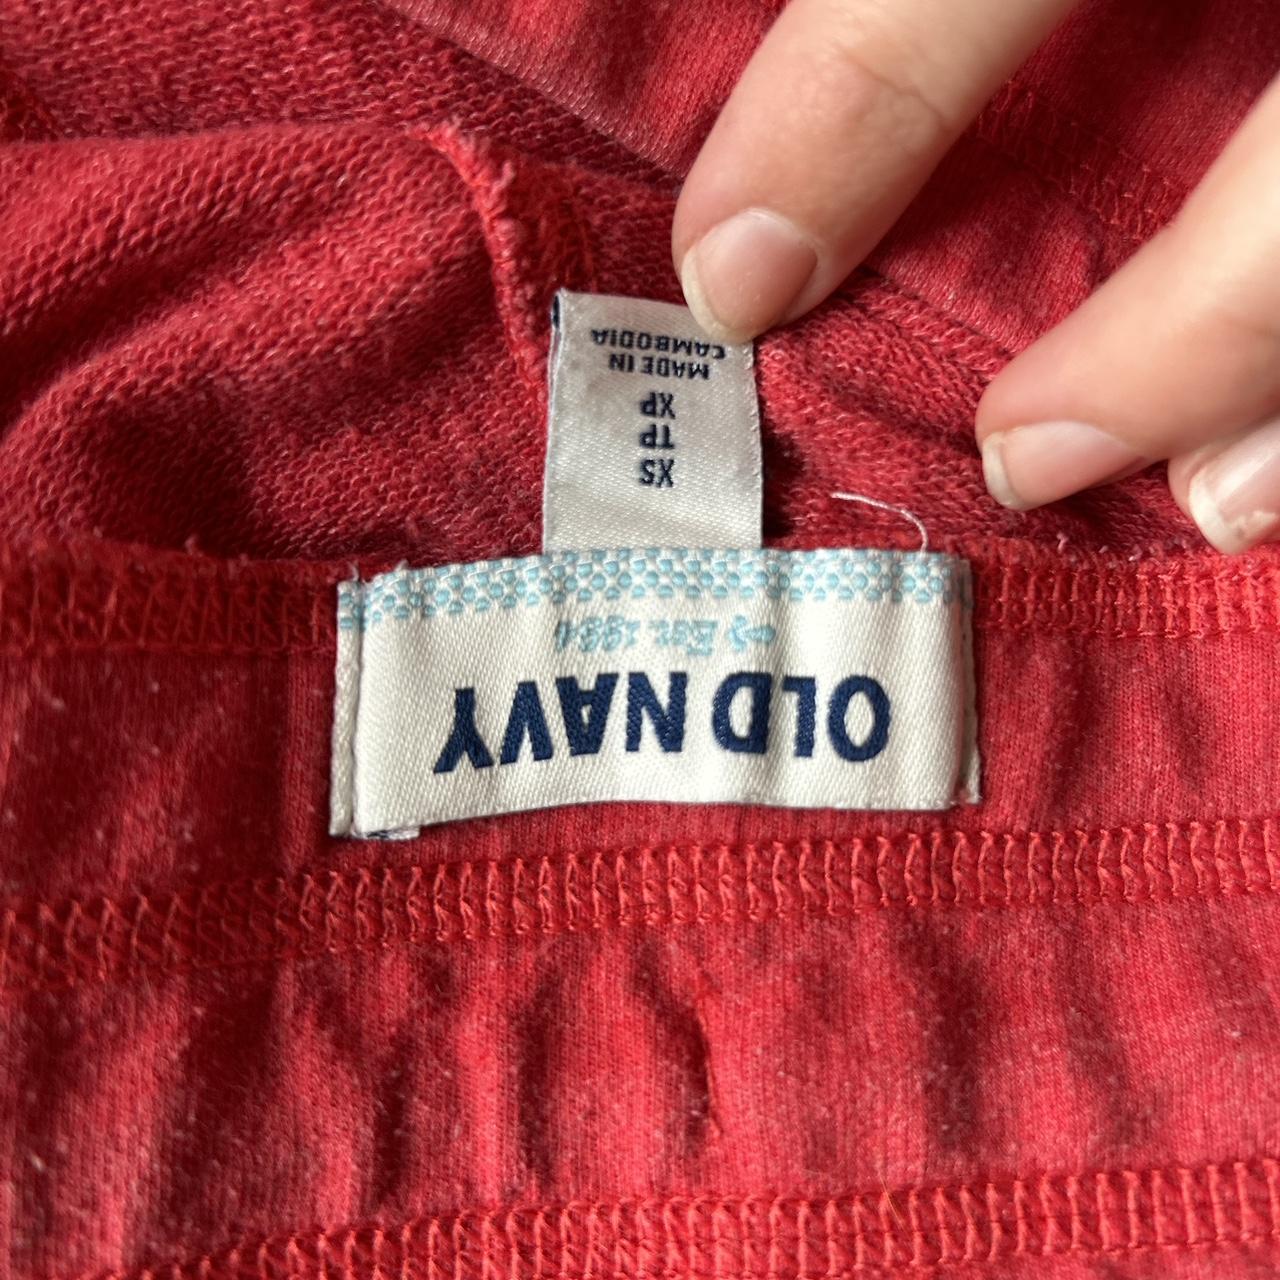 OLD NAVY
Est. 1994
XS
TP
XP
MADE IN
CAMBODIA